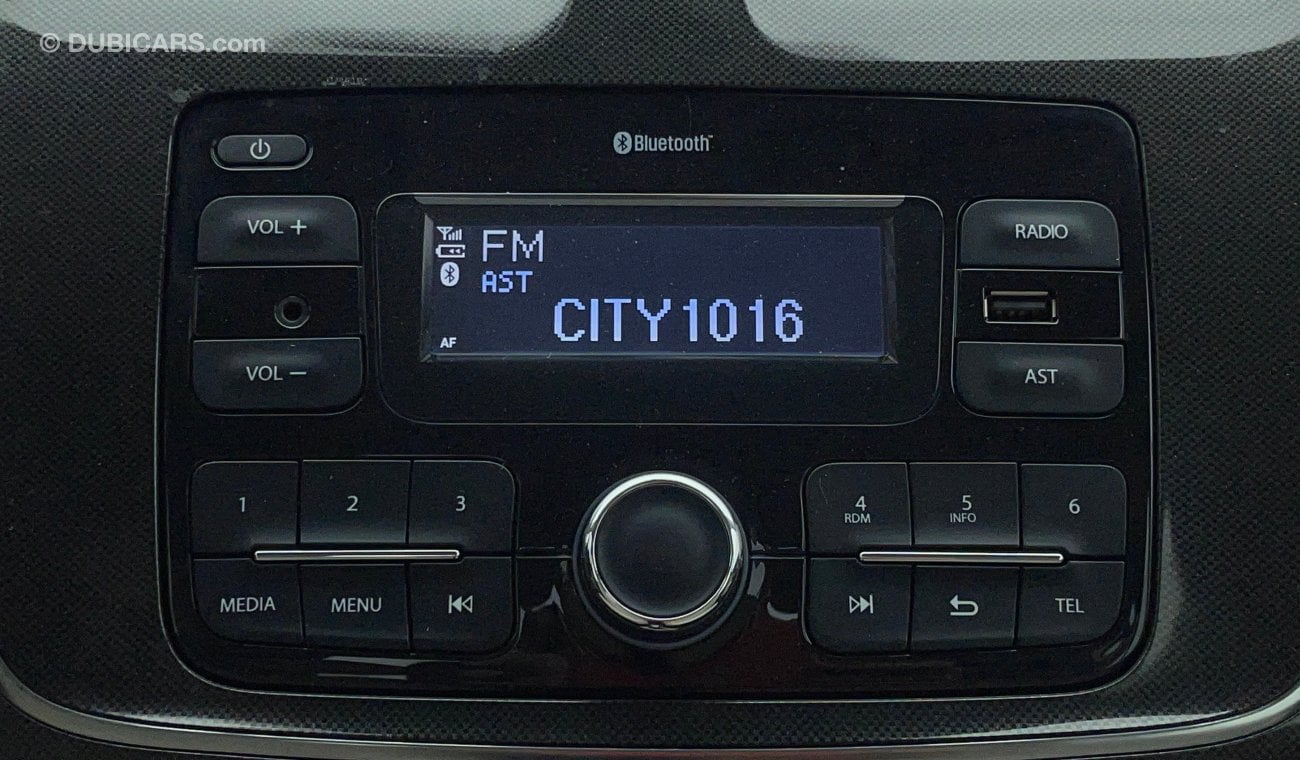 © DUBICARS.com
Bluetooth™
VOL +
FM
AST
CITY1016
AF
RADIO
VOL −
AST
1
2
3
4
RDM
5
INFO
6
MEDIA
MENU
TEL